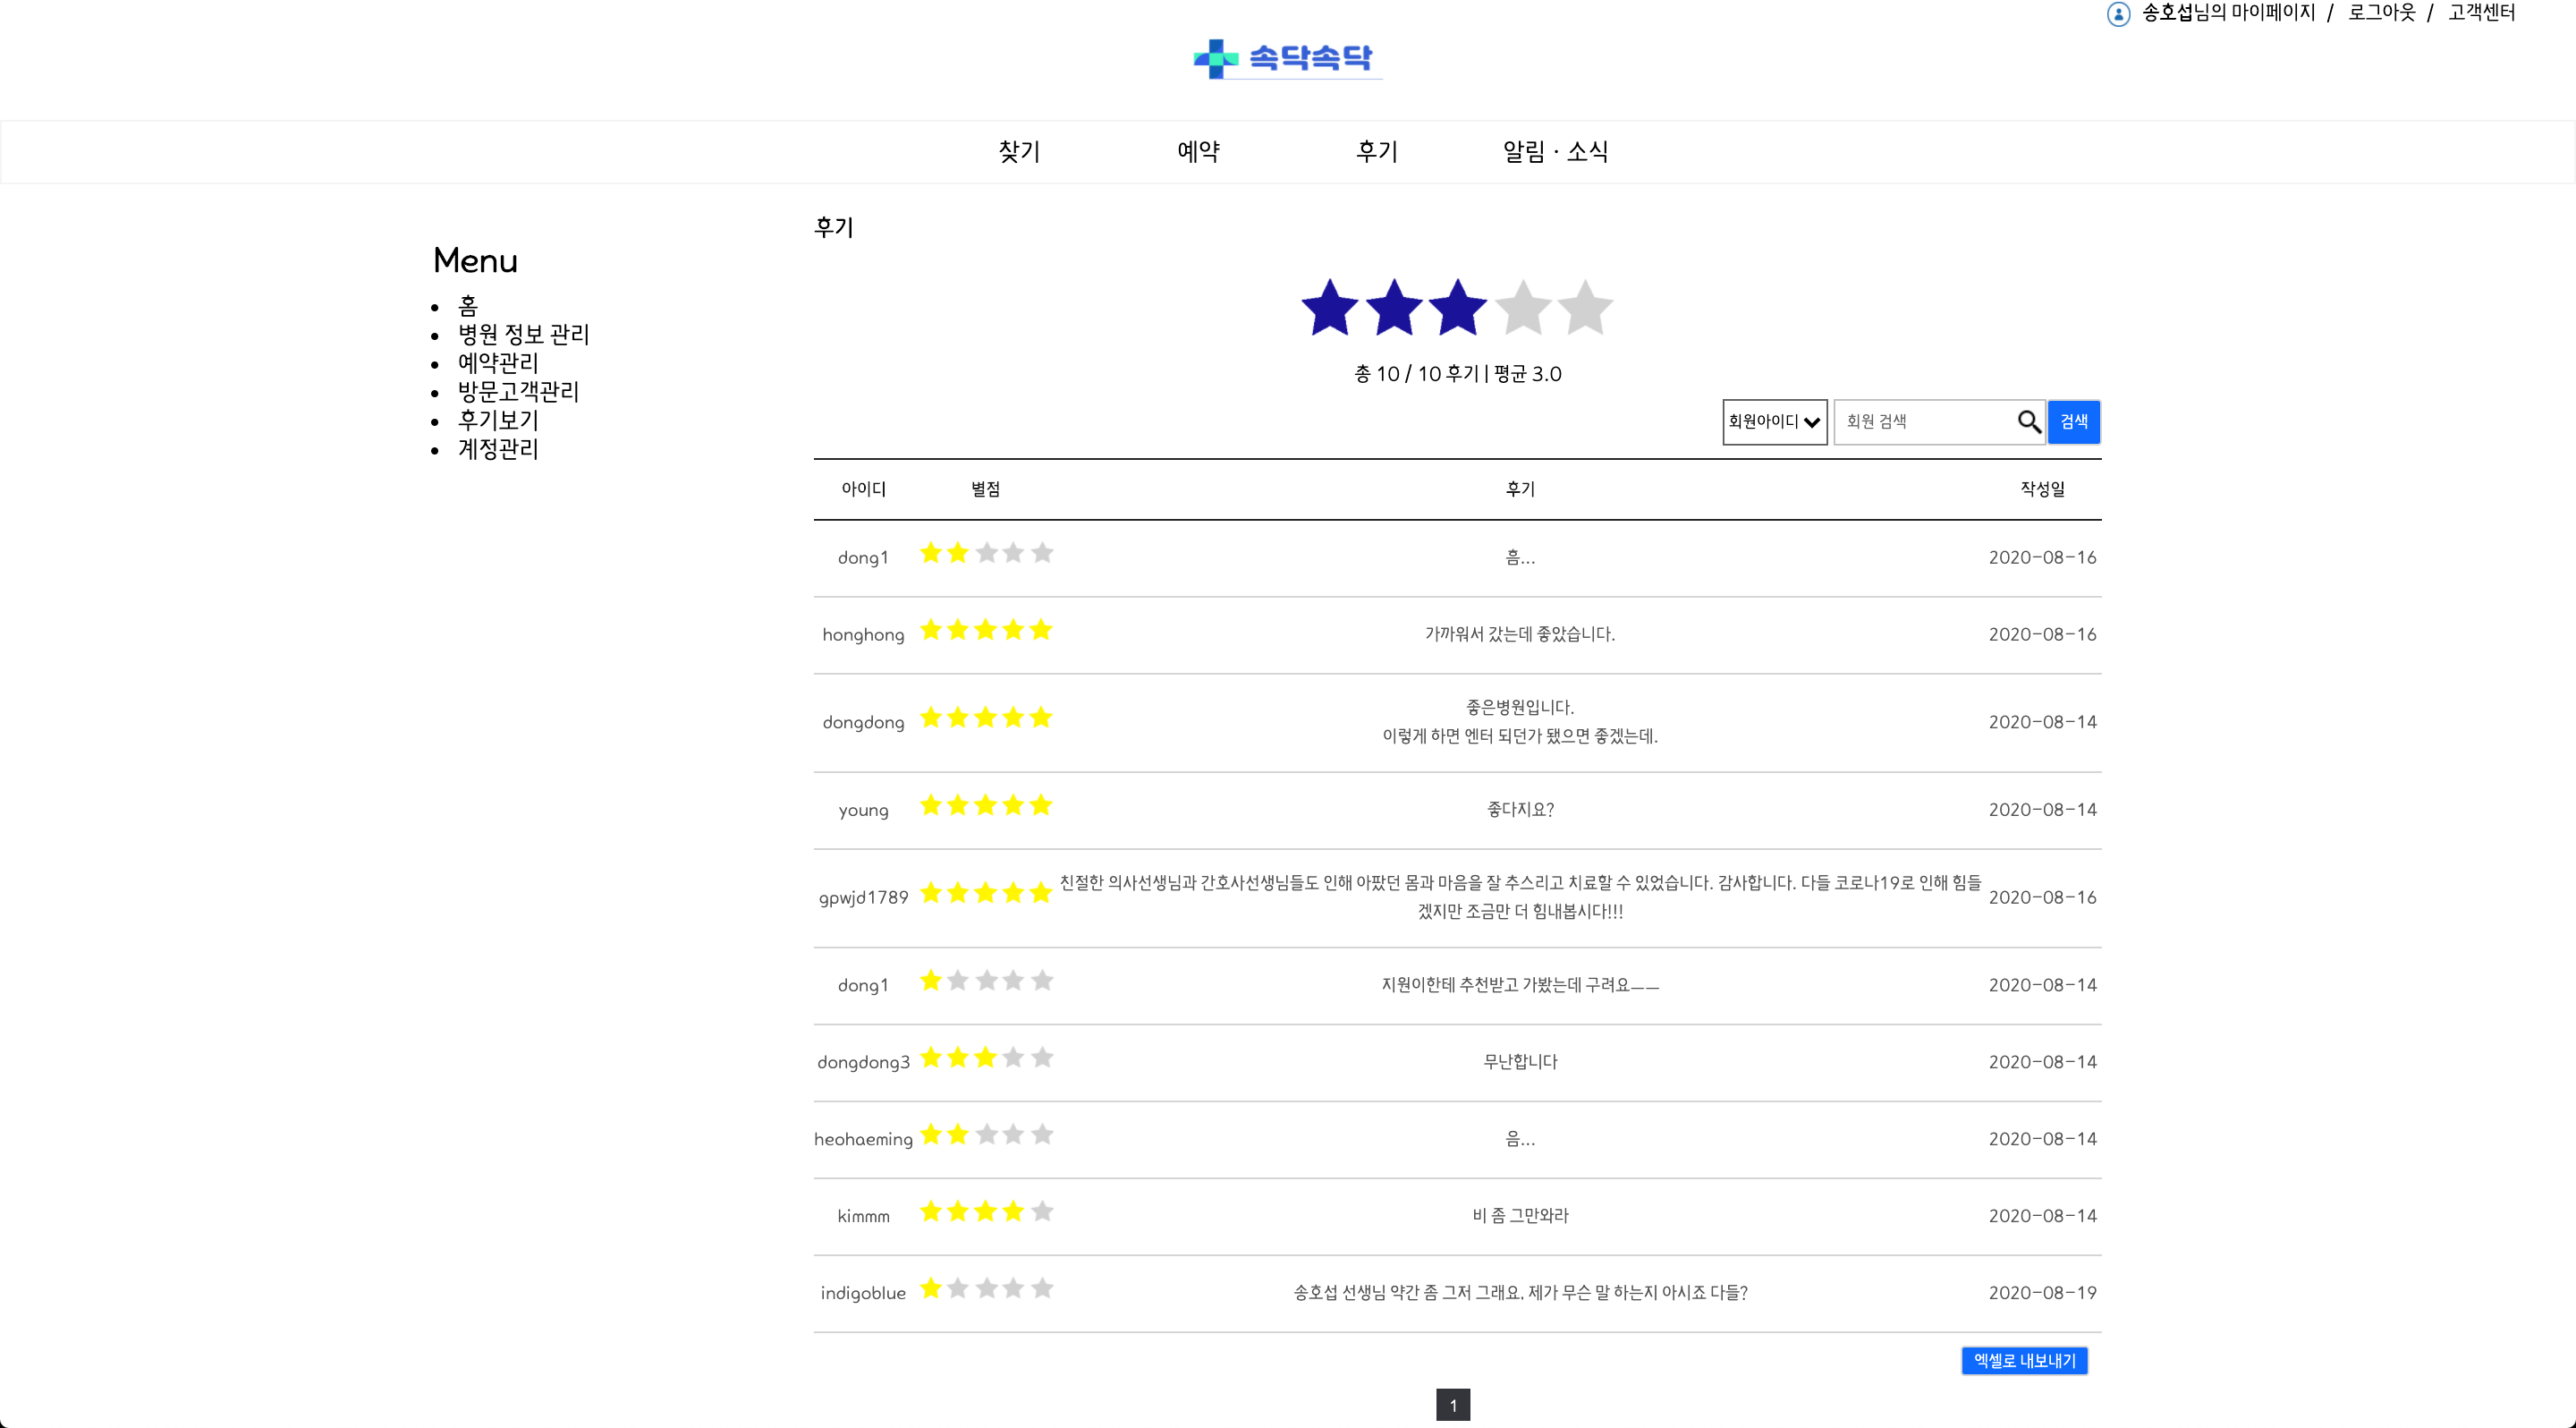 송호섭님의 마이페이지 / 로그아웃 / 고객센터
속닥속닥
찾기 예약 후기 알림 · 소식
후기
Menu
홈
병원 정보 관리
예약관리
방문고객관리
후기보기
계정관리
총 10 / 10 후기 | 평균 3.0
회원아이디 회원 검색 검색
아이디 별점 후기 작성일
dong1 흠... 2020-08-16
honghong 가까워서 갔는데 좋았습니다. 2020-08-16
좋은병원입니다.
dongdong 이렇게 하면 엔터 되던가 됐으면 좋겠는데. 2020-08-14
young 좋다지요? 2020-08-14
친절한 의사선생님과 간호사선생님들도 인해 아팠던 몸과 마음을 잘 추스리고 치료할 수 있었습니다. 감사합니다. 다들 코로나19로 인해 힘들
gpwjd1789 겠지만 조금만 더 힘내봅시다!!! 2020-08-16
dong1 지원이한테 추천받고 가봤는데 구려요ㅡㅡ 2020-08-14
dongdong3 무난합니다 2020-08-14
heohaeming 음... 2020-08-14
kimmm 비 좀 그만와라 2020-08-14
indigoblue 송호섭 선생님 약간 좀 그저 그래요. 제가 무슨 말 하는지 아시죠 다들? 2020-08-19
엑셀로 내보내기
1